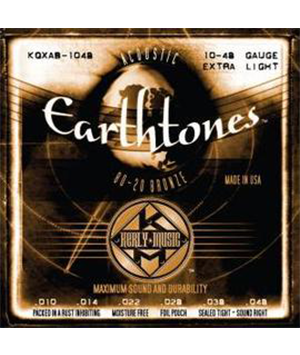 KQXAB-1048
ACOUSTIC
10-48 GAUGE
EXTRA LIGHT
Earthtones™
80-20 BRONZE
MADE IN USA
KERLY MUSIC
K
M
MAXIMUM SOUND AND DURABILITY
.010 .014 .022 .028 .038 .048
PACKED IN A RUST INHIBITING MOISTURE FREE FOIL POUCH SEALED TIGHT - SOUND RIGHT